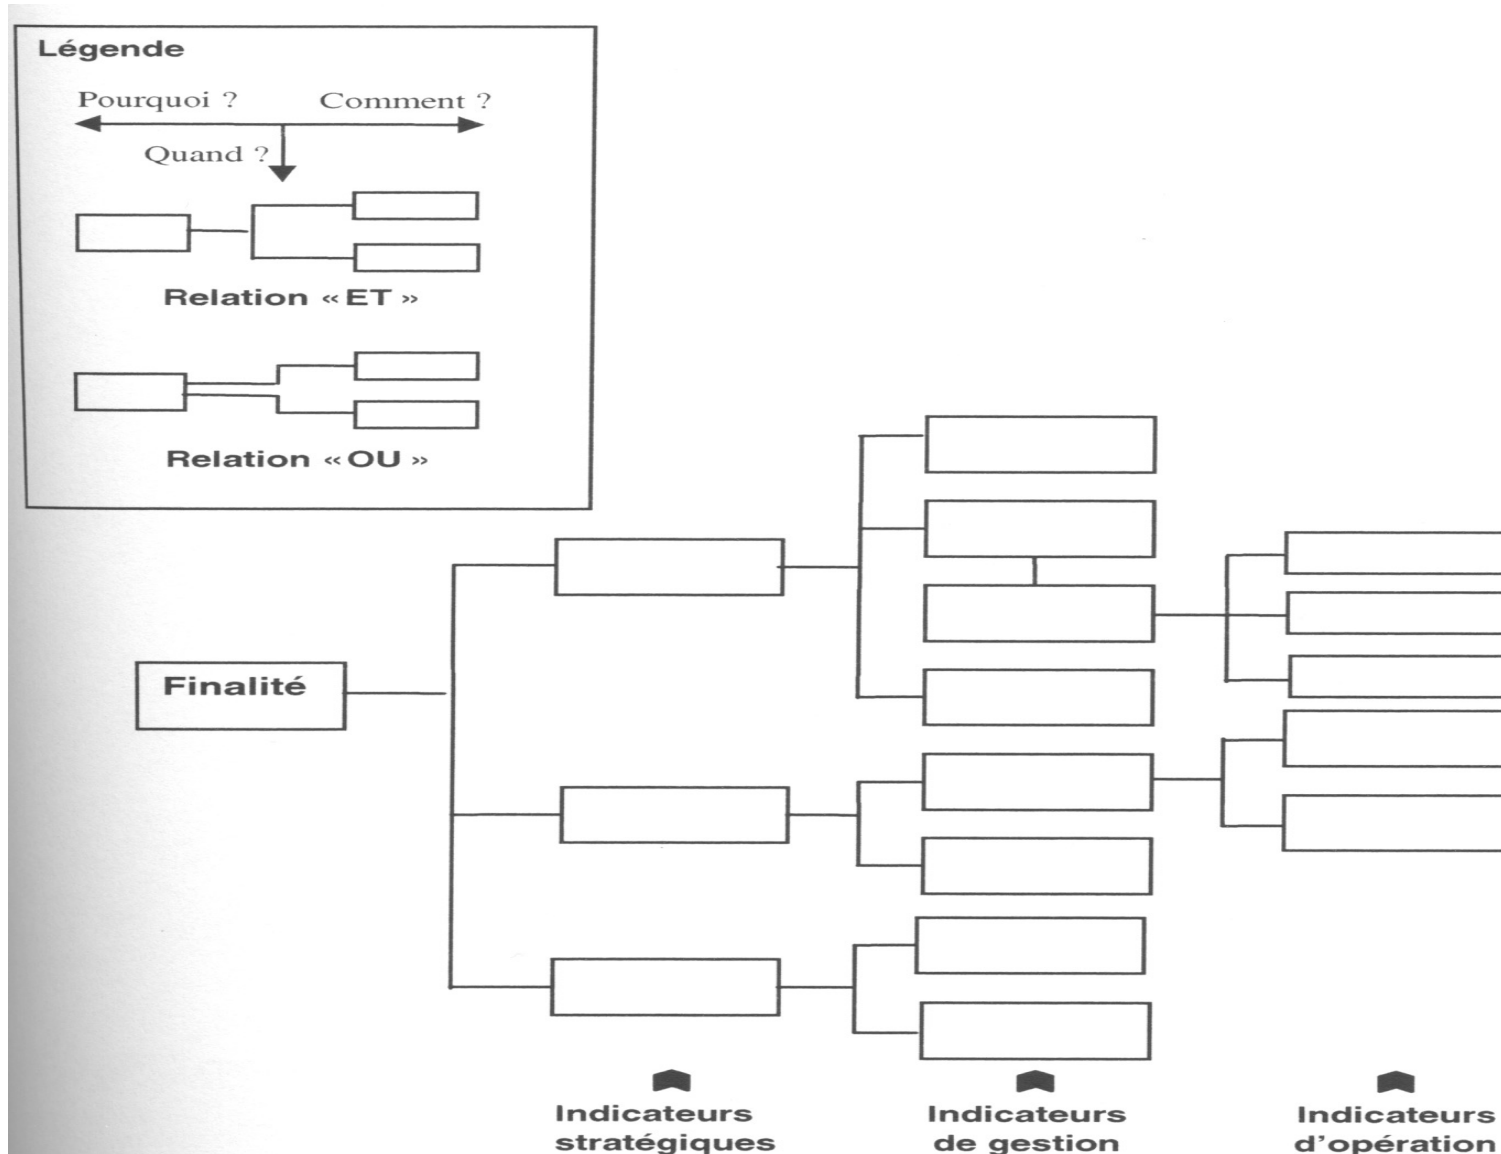 Légende
Pourquoi ? Comment ?
Quand ?
Relation « ET »
Relation « OU »
Finalité
Indicateurs
stratégiques
Indicateurs
de gestion
Indicateurs
d'opération